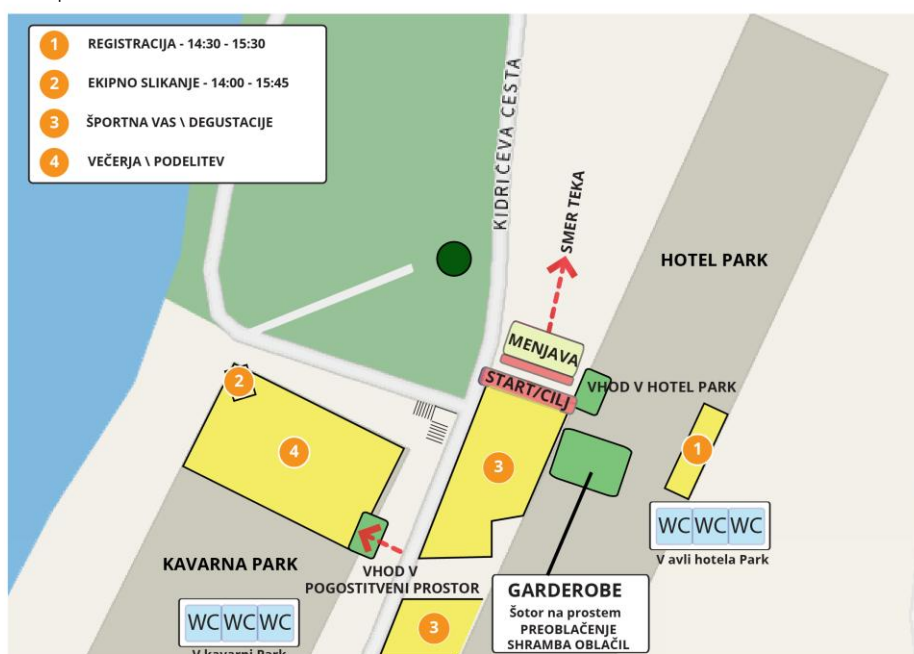 1 REGISTRACIJA - 14:30 - 15:30
2 EKIPNO SLIKANJE - 14:00 - 15:45
3 ŠPORTNA VAS \ DEGUSTACIJE
4 VEČERJA \ PODELITEV
KIDRIČEVA CESTA
SMER TEKA
HOTEL PARK
MENJAVA
START/CILJ
VHOD V HOTEL PARK
2
4
3
1
WC WC WC
V avli hotela Park
KAVARNA PARK
VHOD V
POGOSTITVENI PROSTOR
GARDEROBE
Šotor na prostem
PREOBLAČENJE
SHRAMBA OBLAČIL
WC WC WC
V kavarni Park
3